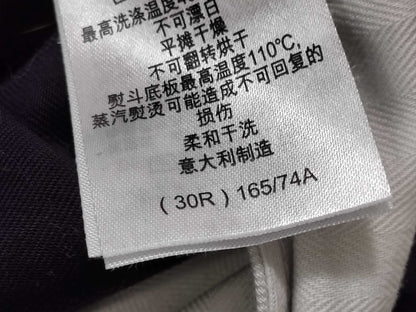 最高洗涤温度
不可漂白
平摊干燥
不可翻转烘干
熨斗底板最高温度110℃,
蒸汽熨烫可能造成不可回复的
损伤
柔和干洗
意大利制造
( 30R ) 165/74A